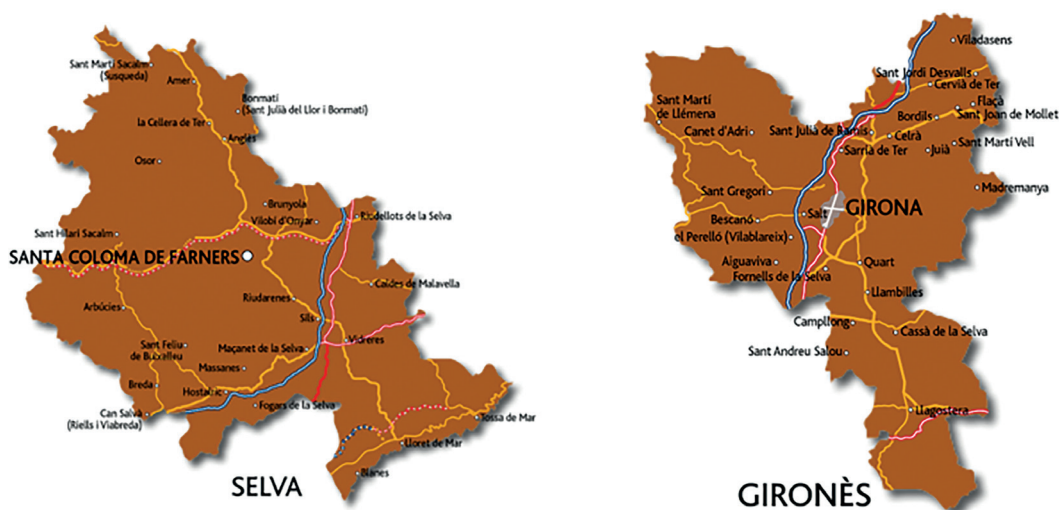 Sant Martí Sacalm
(Susqueda)
Amer
Bonmatí
(Sant Julià del Llor i Bonmatí)
la Cellera de Ter
Anglès
Osor
Brunyola
Vilobí d'Onyar
Riudellots de la Selva
Sant Hilari Sacalm
SANTA COLOMA DE FARNERS
Caldes de Malavella
Riudarenes
Arbúcies
Sils
Vidreres
Sant Feliu
de Buixalleu
Maçanet de la Selva
Massanes
Breda
Hostalric
Can Salvà
(Riells i Viabreda)
Fogars de la Selva
Tossa de Mar
Lloret de Mar
Blanes
SELVA
Viladasens
Sant Jordi Desvalls
Cervià de Ter
Sant Martí
de Llémena
Flaçà
Bordils
Sant Joan de Mollet
Canet d'Adri
Sant Julià de Ramis
Celrà
Sarrià de Ter
Juià
Sant Martí Vell
Sant Gregori
Madremanya
GIRONA
Bescanó
Salt
el Perelló (Vilablareix)
Aiguaviva
Quart
Fornells de la Selva
Llambilles
Campllong
Cassà de la Selva
Sant Andreu Salou
Llagostera
GIRONÈS